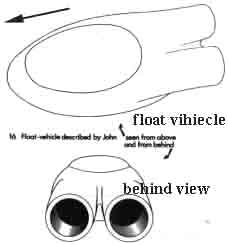 float vihiecle
16 Float-vehicle described by John seen from above
and from behind
behind view